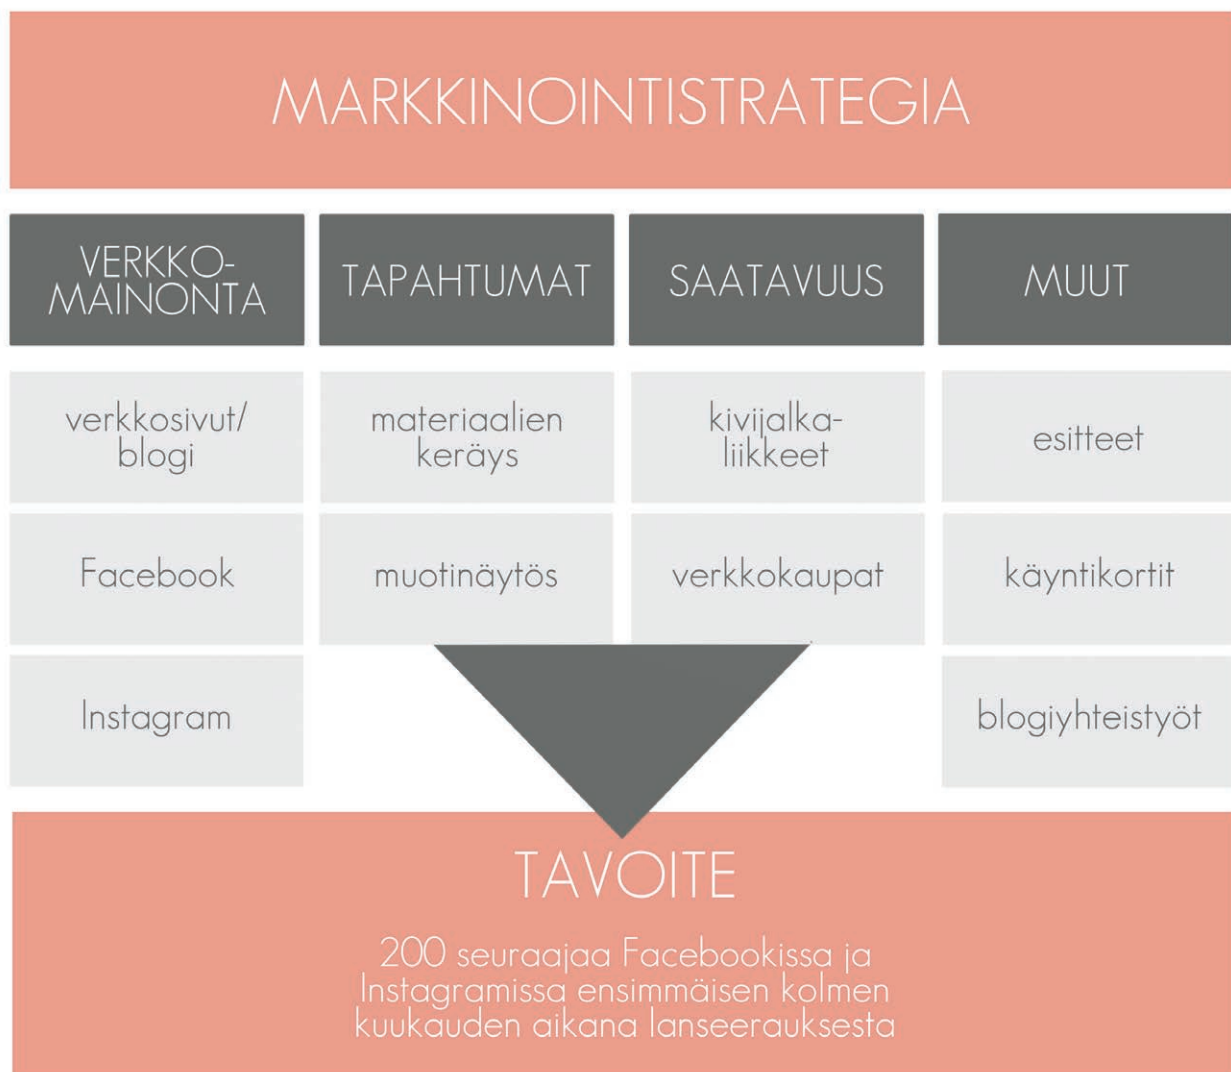 MARKKINOINTISTRATEGIA
VERKKO-
MAINONTA
TAPAHTUMAT
SAATAVUUS
MUUT
verkkosivut/
blogi
materiaalien
keräys
kivijalka-
liikkeet
esitteet
Facebook
muotinäytös
verkkokaupat
käyntikortit
Instagram
blogiyhteistyöt
TAVOITE
200 seuraajaa Facebookissa ja
Instagramissa ensimmäisen kolmen
kuukauden aikana lanseerauksesta